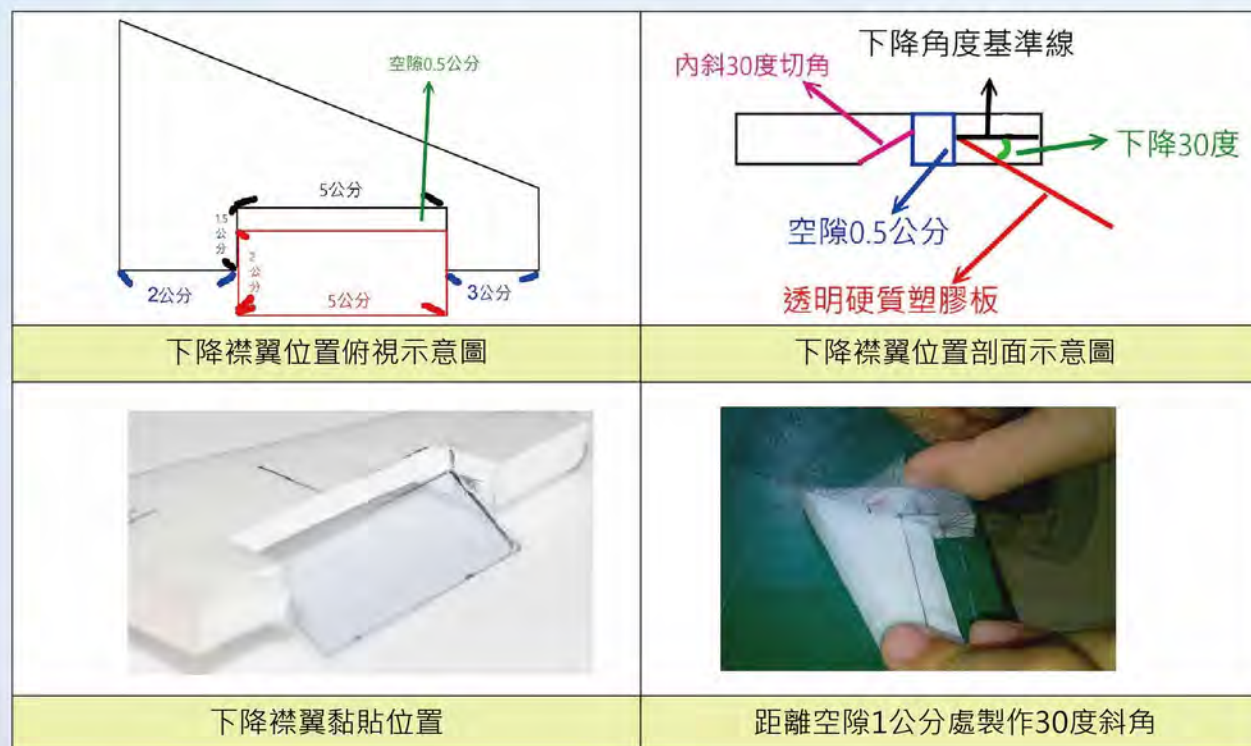 空隙0.5公分
5公分
1.5
公
分
2
公
分
2公分
5公分
3公分
下降角度基準線
內斜30度切角
下降30度
空隙0.5公分
透明硬質塑膠板
下降襟翼位置俯視示意圖
下降襟翼位置剖面示意圖
下降襟翼黏貼位置
距離空隙1公分處製作30度斜角